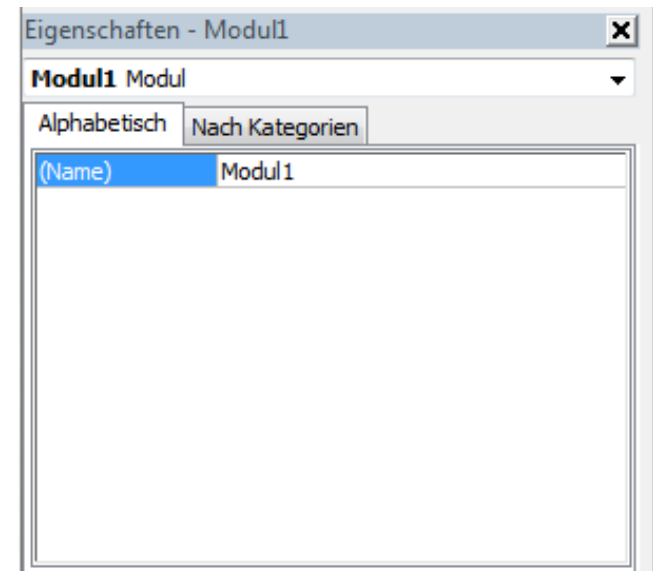 Eigenschaften - Modul1
Modul1 Modul
Alphabetisch Nach Kategorien
(Name) Modul1